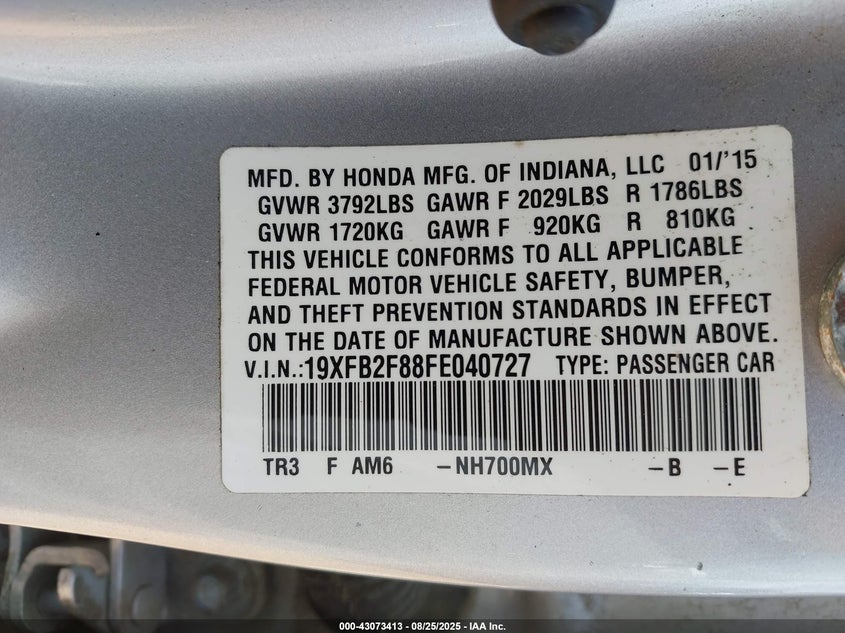 MFD. BY HONDA MFG. OF INDIANA, LLC 01/'15
GVWR 3792LBS GAWR F 2029LBS R 1786LBS
GVWR 1720KG GAWR F 920KG R 810KG
THIS VEHICLE CONFORMS TO ALL APPLICABLE
FEDERAL MOTOR VEHICLE SAFETY, BUMPER,
AND THEFT PREVENTION STANDARDS IN EFFECT
ON THE DATE OF MANUFACTURE SHOWN ABOVE.
V.I.N.:19XFB2F88FE040727 TYPE: PASSENGER CAR
TR3 F AM6 -NH700MX -B -E
000-43073413 - 08/25/2025 - IAA Inc.